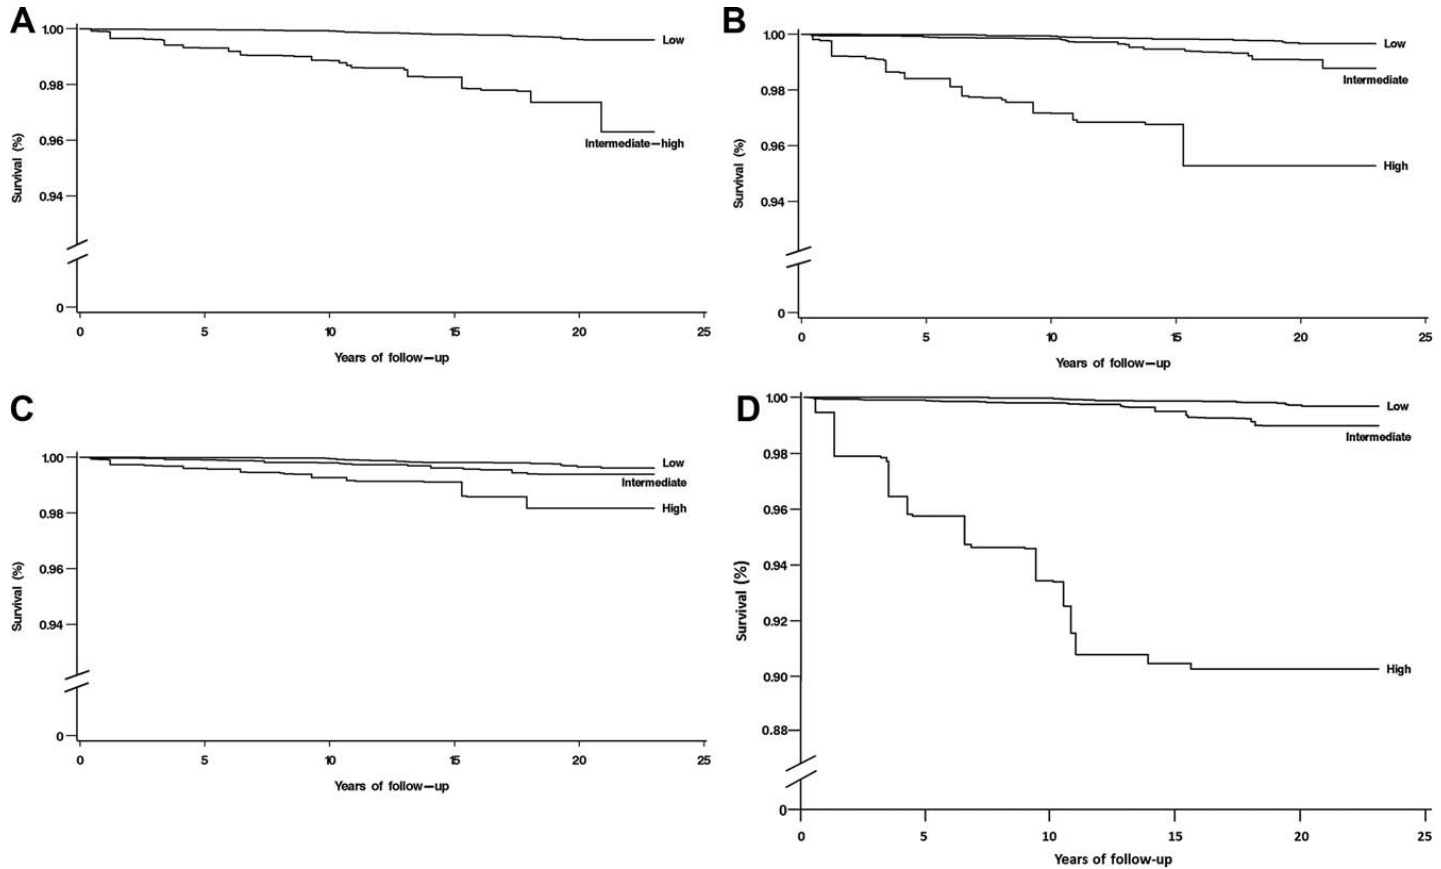 A
Survival (%)
1.00
0.98
0.96
0.94
0
Low
Intermediate—high
0 5 10 15 20 25
Years of follow—up
B
Survival (%)
1.00
0.98
0.96
0.94
0
Low
Intermediate
High
0 5 10 15 20 25
Years of follow—up
C
Survival (%)
1.00
0.98
0.96
0.94
0
Low
Intermediate
High
0 5 10 15 20 25
Years of follow—up
D
Survival (%)
1.00
0.98
0.96
0.94
0.92
0.90
0.88
0
Low
Intermediate
High
0 5 10 15 20 25
Years of follow-up